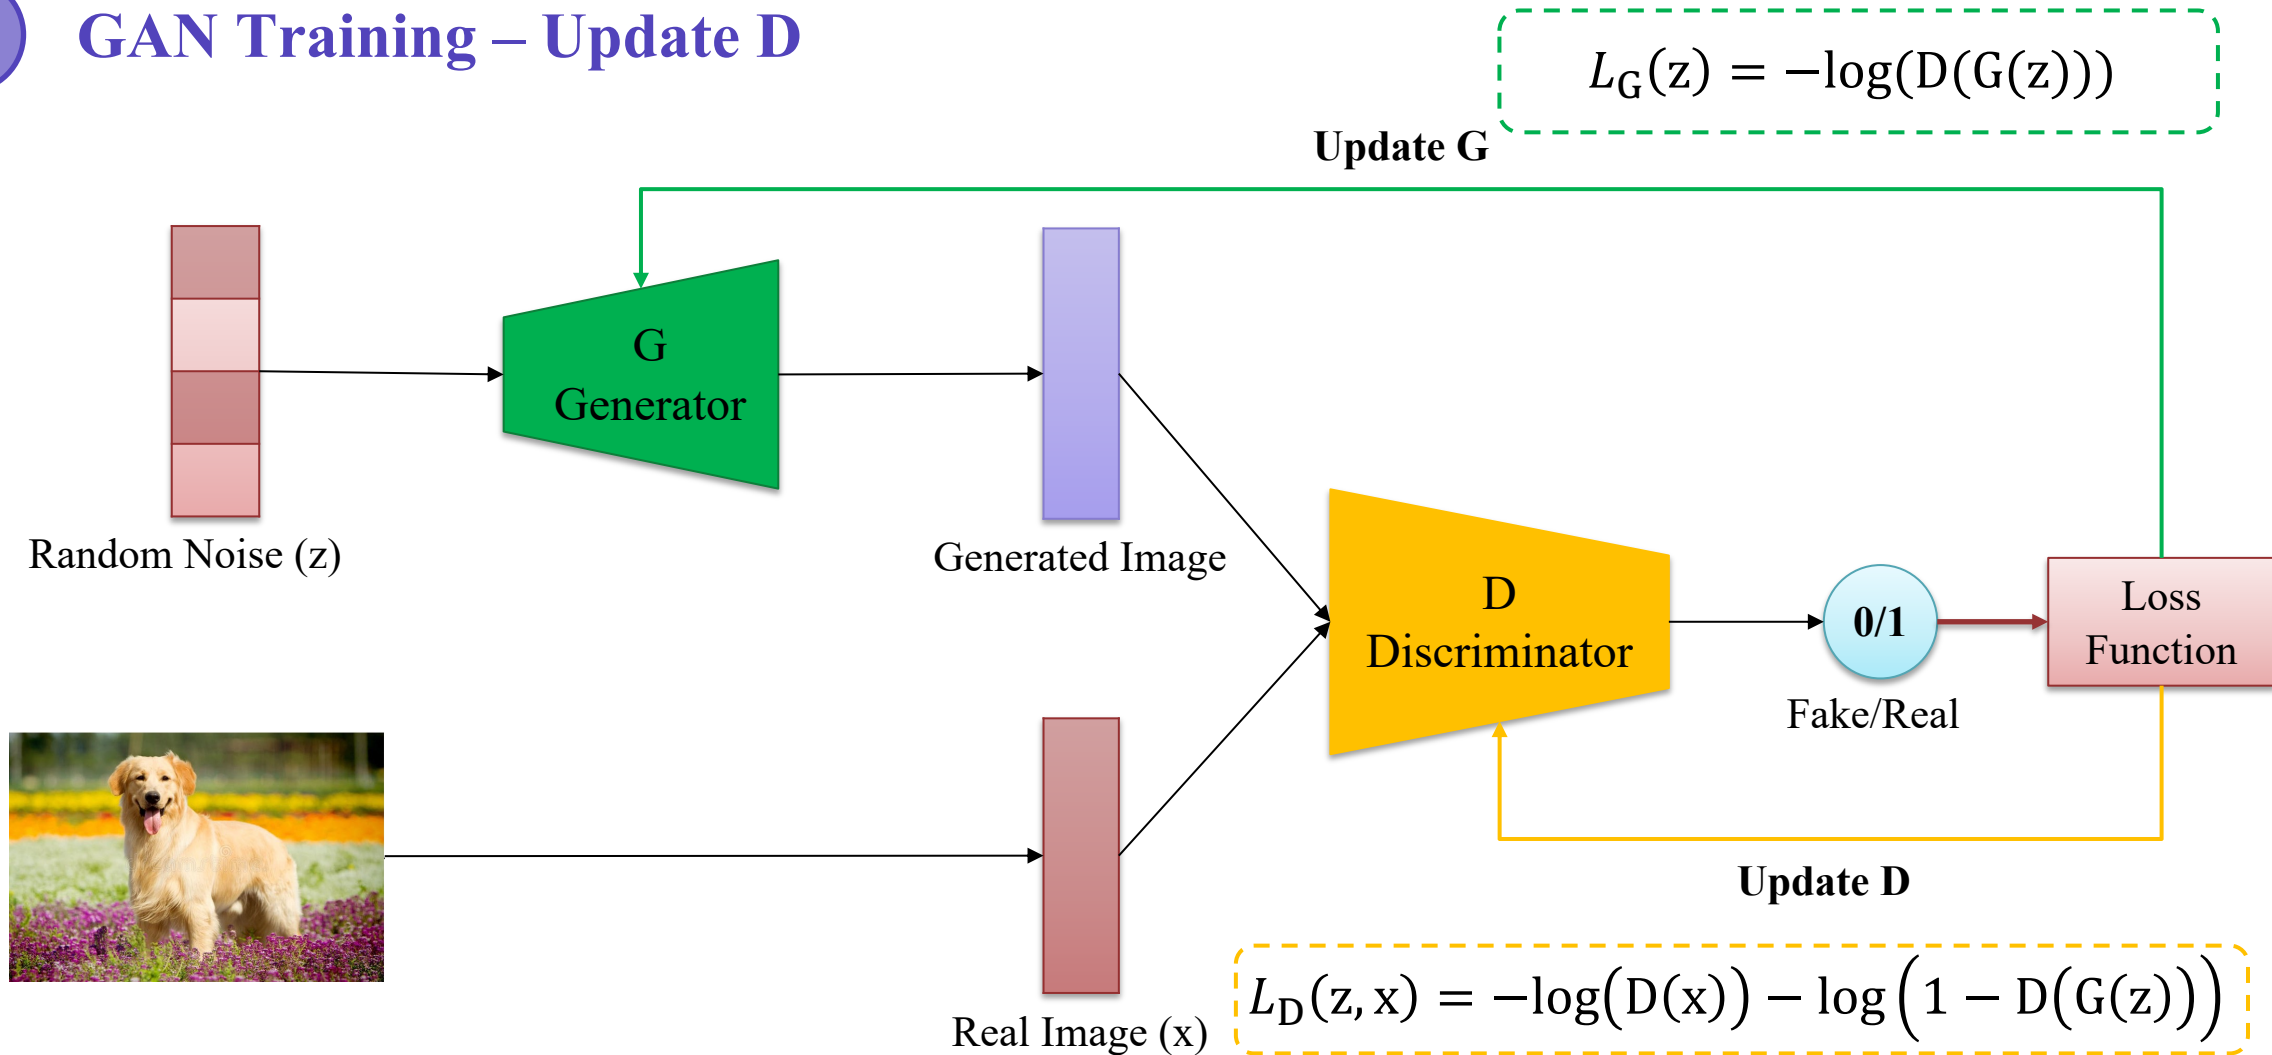 GAN Training – Update D
L_G(z) = −log(D(G(z)))
Update G
G
Generator
Random Noise (z)
Generated Image
D
Discriminator
0/1
Fake/Real
Loss
Function
Update D
Real Image (x)
L_D(z, x) = −log(D(x)) − log(1 − D(G(z)))